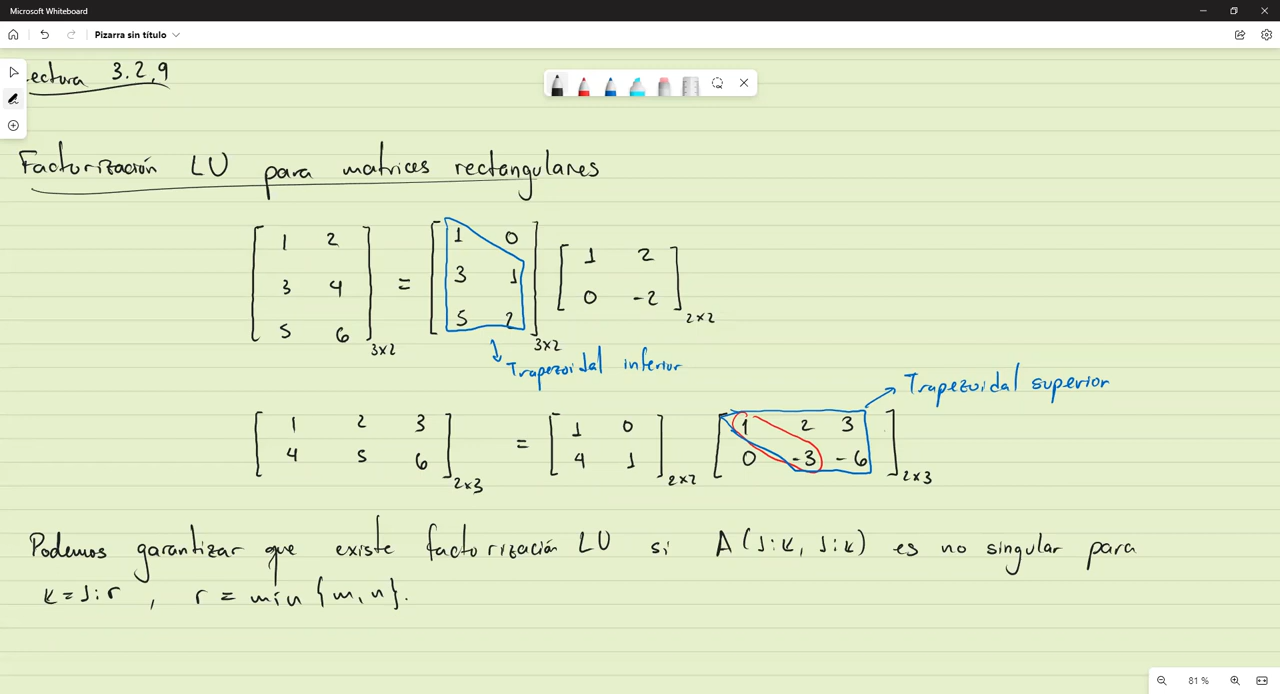 Microsoft Whiteboard
Pizarra sin título
ectura 3.2.9
Factorización LU para matrices rectangulares
[1 2; 3 4; 5 6]3×2 = [1 0; 3 1; 5 2]3×2 [1 2; 0 -2]2×2
Trapezoidal inferior
Trapezoidal superior
[1 2 3; 4 5 6]2×3 = [1 0; 4 1]2×2 [1 2 3; 0 -3 -6]2×3
Podemos garantizar que existe factorización LU si A(1:k, 1:k) es no singular para
k=1:r, r = mín {m,n}.
81 %